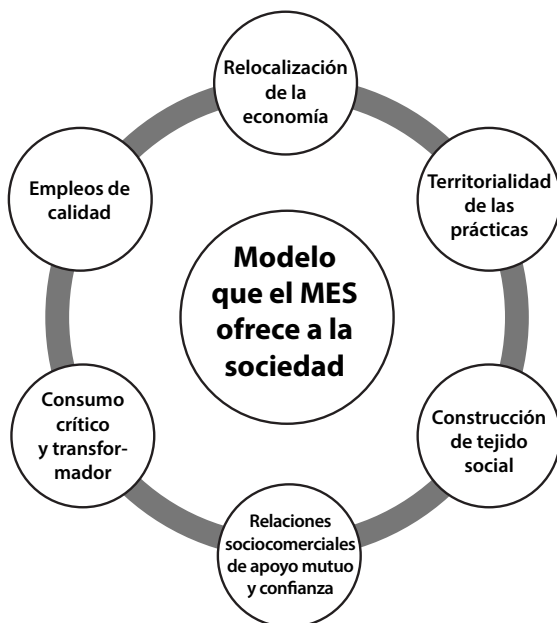 Relocalización
de la
economía
Empleos de
calidad
Territorialidad
de las
prácticas
Modelo
que el MES
ofrece a la
sociedad
Consumo
crítico
y transfor-
mador
Construcción
de tejido
social
Relaciones
sociocomerciales
de apoyo mutuo
y confianza